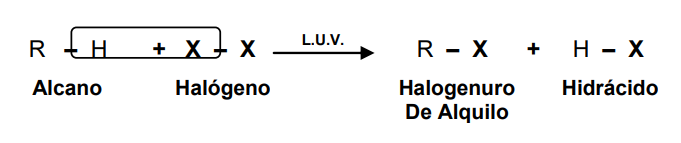 L.U.V.
R – H + X – X R – X + H – X
Alcano Halógeno Halogenuro Hidrácido
De Alquilo